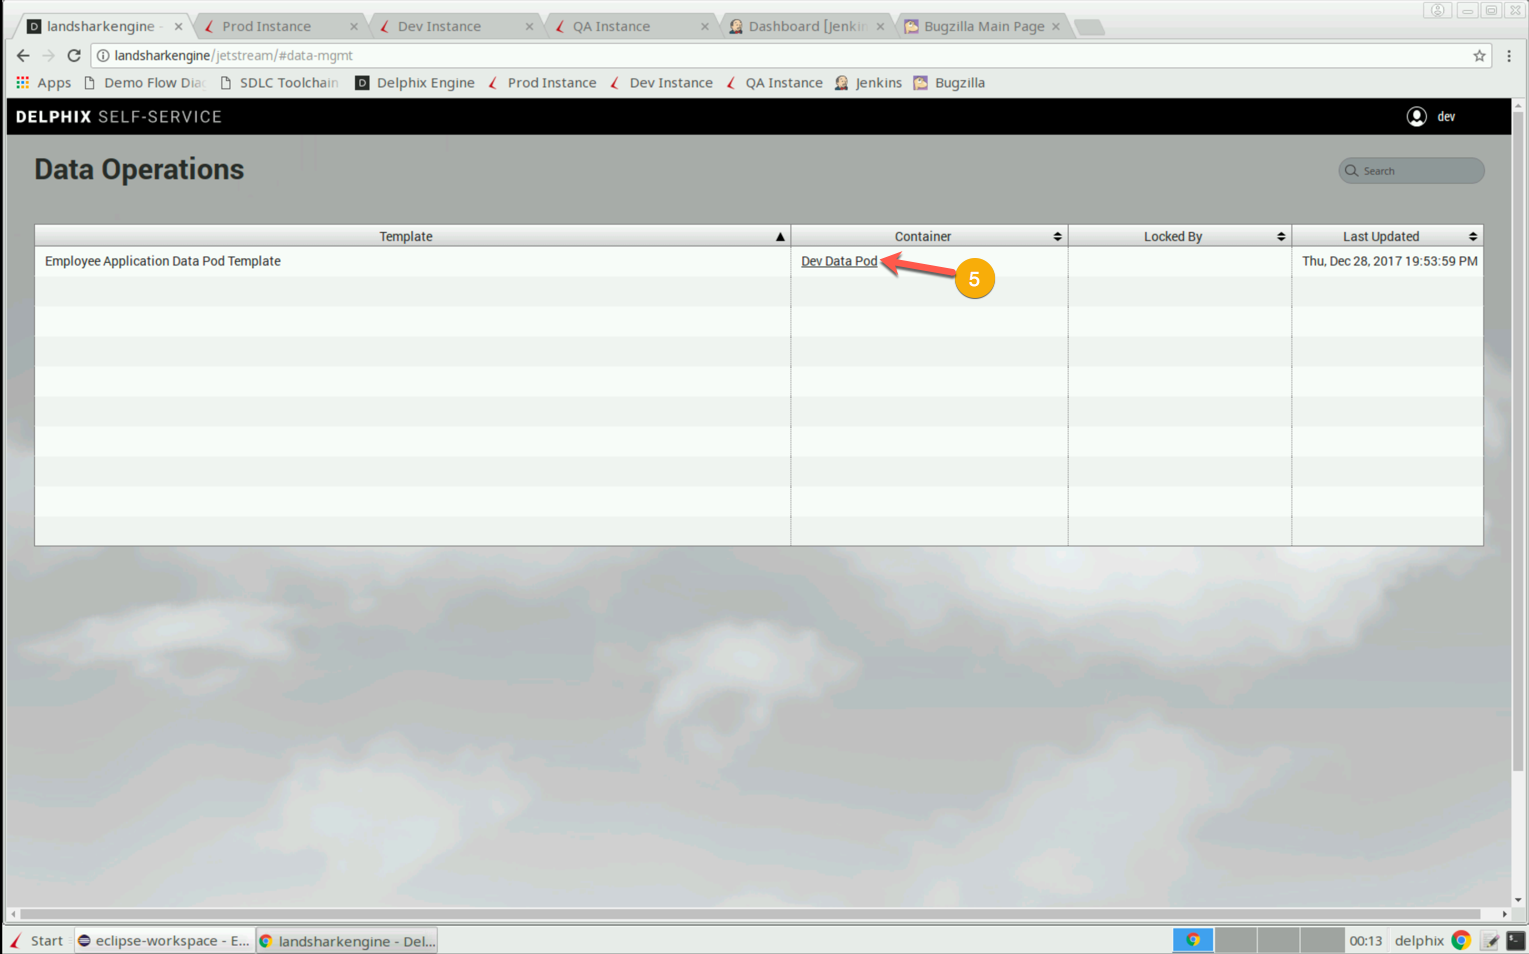 landsharkengine -
Prod Instance
Dev Instance
QA Instance
Dashboard [Jenkin
Bugzilla Main Page
landsharkengine/jetstream/#data-mgmt
Apps
Demo Flow Dia
SDLC Toolchain
D
Delphix Engine
Prod Instance
Dev Instance
QA Instance
Jenkins
Bugzilla
DELPHIX SELF-SERVICE
dev
Data Operations
Search
Template
Container
Locked By
Last Updated
Employee Application Data Pod Template
Dev Data Pod
5
Thu, Dec 28, 2017 19:53:59 PM
Start
eclipse-workspace - E...
landsharkengine - Del...
00:13
delphix